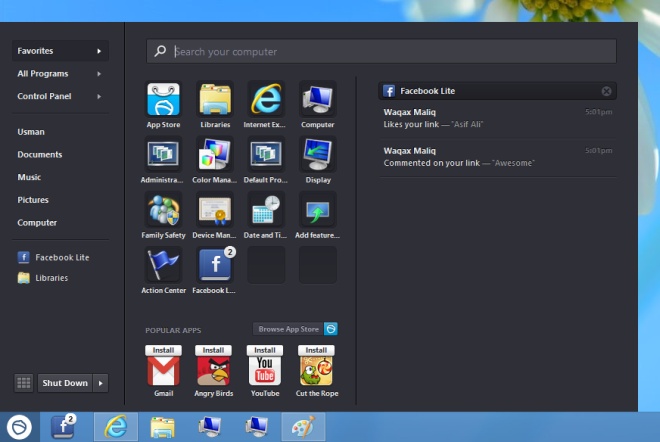 Favorites
All Programs
Control Panel
Usman
Documents
Music
Pictures
Computer
Facebook Lite
Libraries
Shut Down
Search your computer
App Store
Libraries
Internet Ex...
Computer
Administra...
Color Mana...
Default Pro...
Display
Family Safety
Device Man...
Date and Ti...
Add feature...
Action Center
2
Facebook L...
POPULAR APPS
Browse App Store
Install
Install
Install
Install
You
Tube
Gmail
Angry Birds
YouTube
Cut the Rope
Facebook Lite
Waqax Maliq 5:01pm
Likes your link — "Asif Ali"
Waqax Maliq 5:01pm
Commented on your link — "Awesome"
2